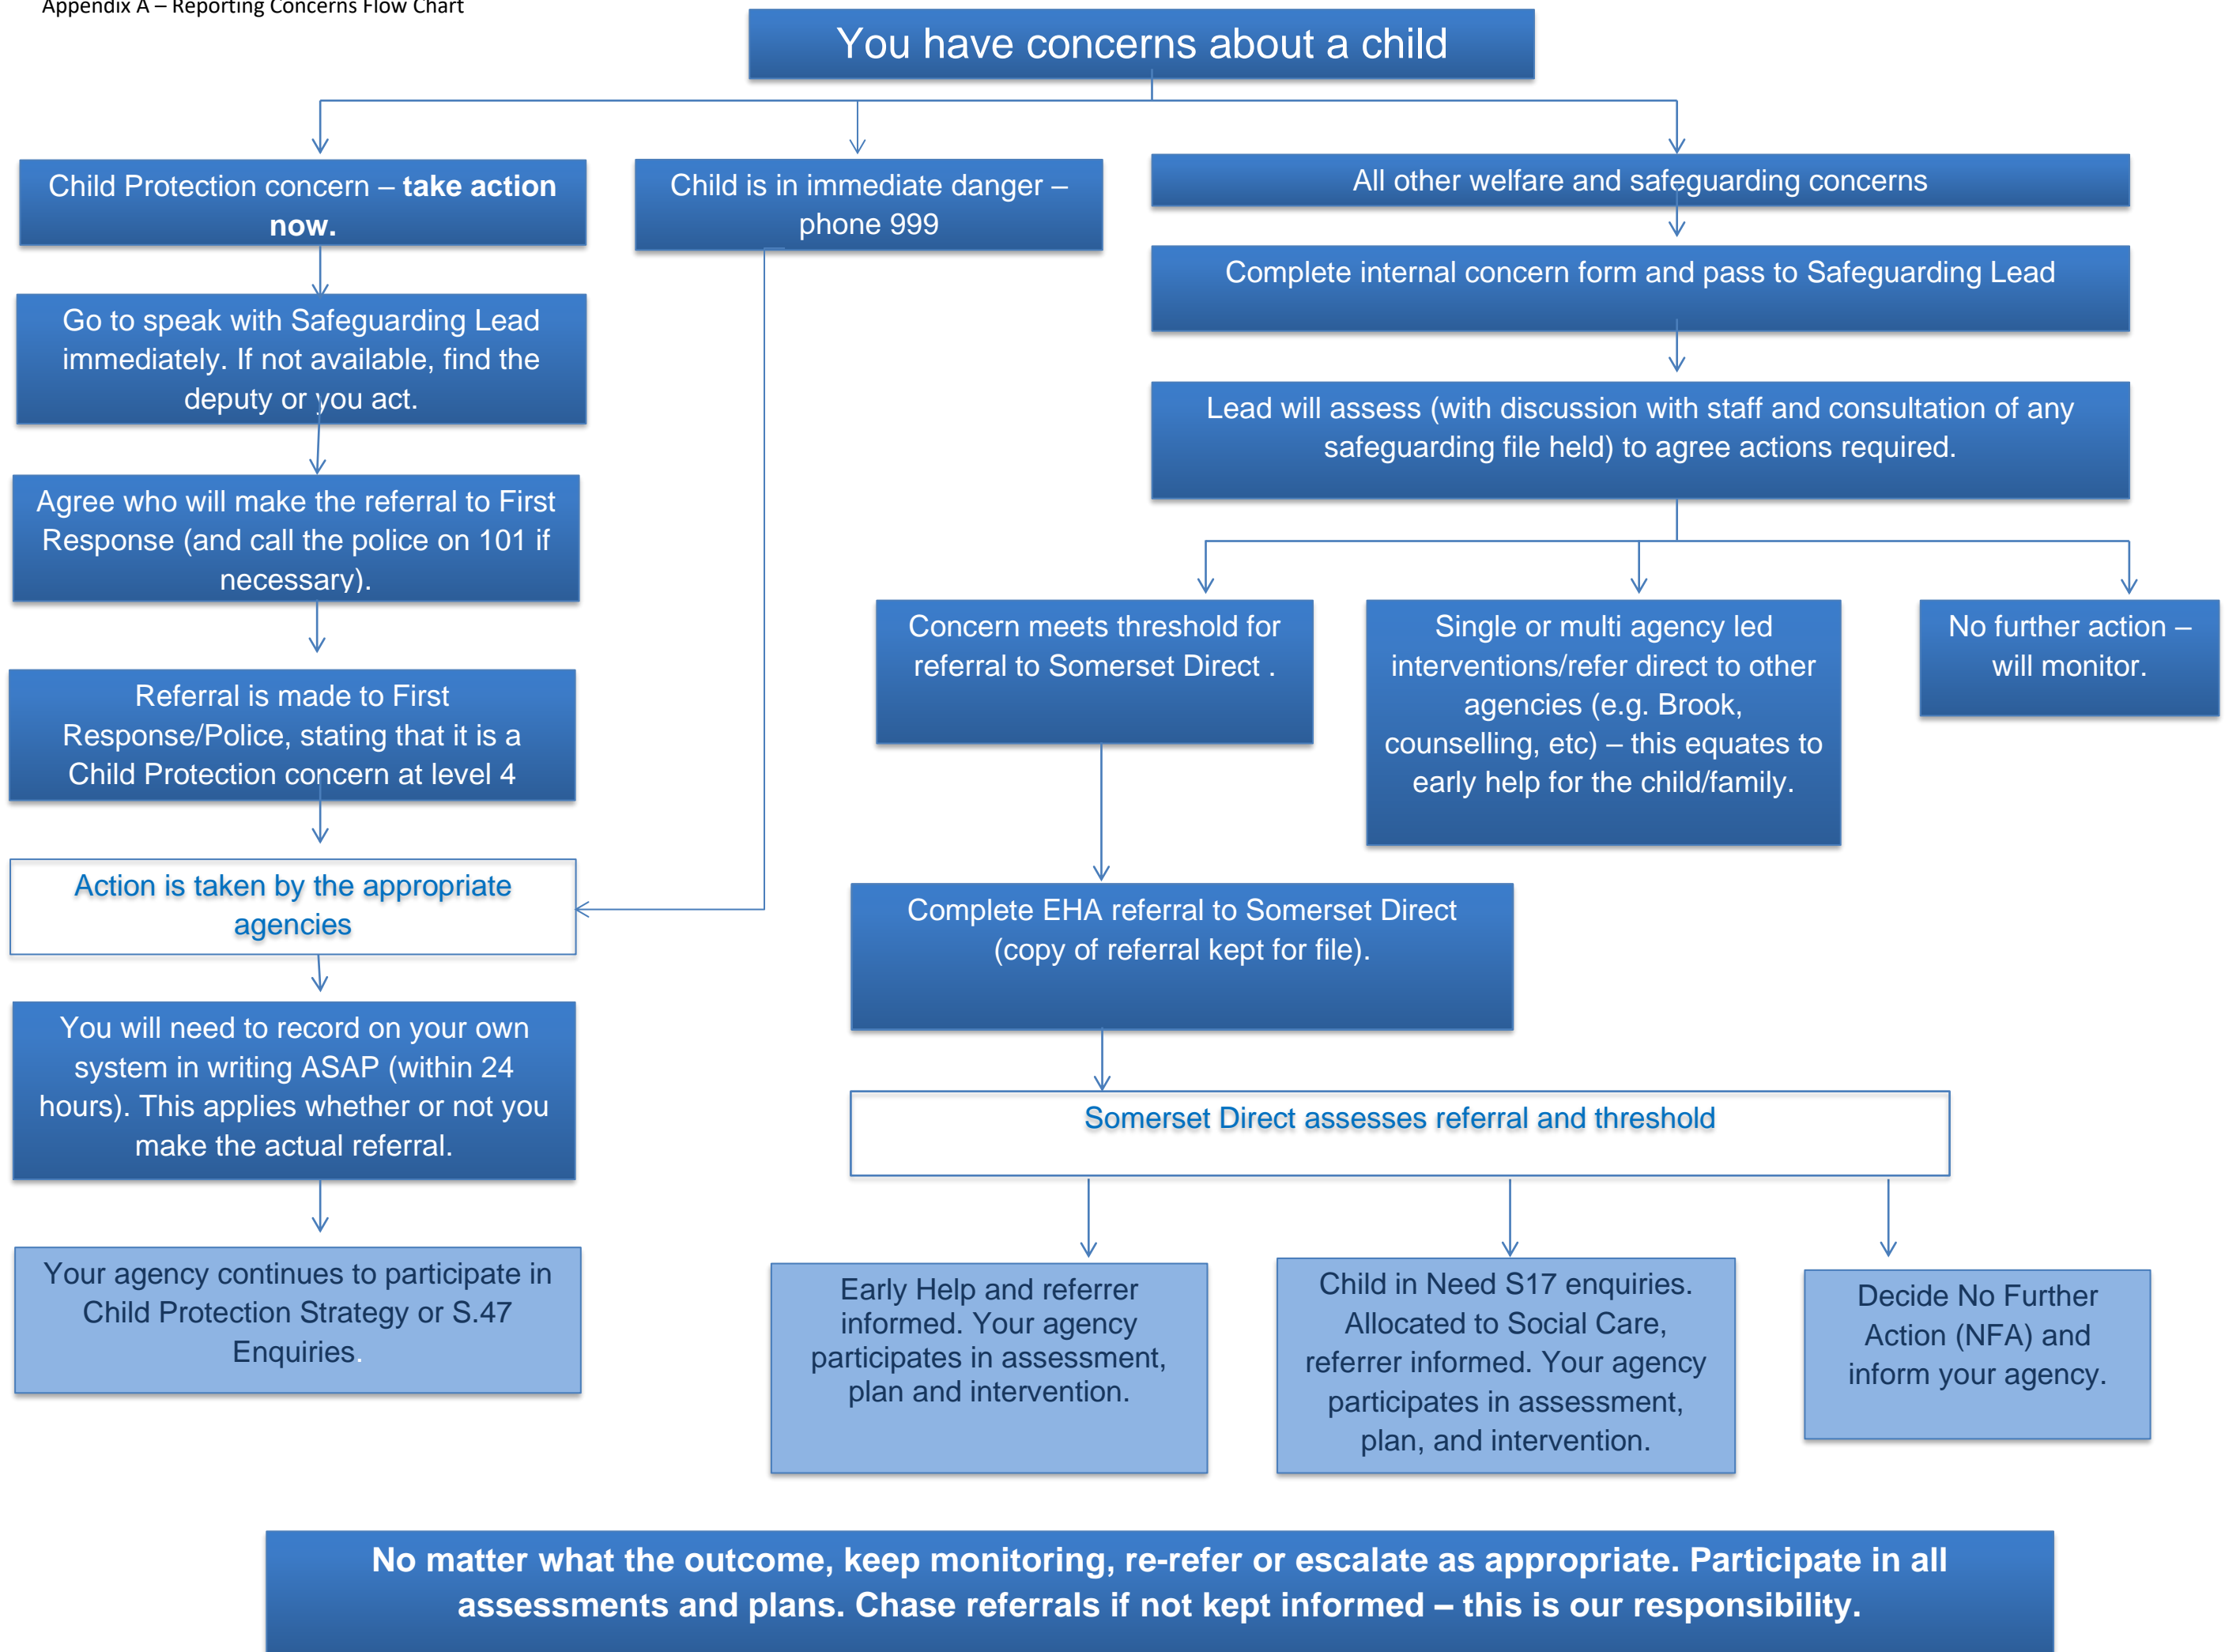 Appendix A – Reporting Concerns Flow Chart
You have concerns about a child
Child Protection concern – take action
now.
Go to speak with Safeguarding Lead
immediately. If not available, find the
deputy or you act.
Agree who will make the referral to First
Response (and call the police on 101 if
necessary).
Referral is made to First
Response/Police, stating that it is a
Child Protection concern at level 4
Action is taken by the appropriate
agencies
You will need to record on your own
system in writing ASAP (within 24
hours). This applies whether or not you
make the actual referral.
Your agency continues to participate in
Child Protection Strategy or S.47
Enquiries.
Child is in immediate danger –
phone 999
All other welfare and safeguarding concerns
Complete internal concern form and pass to Safeguarding Lead
Lead will assess (with discussion with staff and consultation of any
safeguarding file held) to agree actions required.
Concern meets threshold for
referral to Somerset Direct .
Single or multi agency led
interventions/refer direct to other
agencies (e.g. Brook,
counselling, etc) – this equates to
early help for the child/family.
No further action –
will monitor.
Complete EHA referral to Somerset Direct
(copy of referral kept for file).
Somerset Direct assesses referral and threshold
Early Help and referrer
informed. Your agency
participates in assessment,
plan and intervention.
Child in Need S17 enquiries.
Allocated to Social Care,
referrer informed. Your agency
participates in assessment,
plan, and intervention.
Decide No Further
Action (NFA) and
inform your agency.
No matter what the outcome, keep monitoring, re-refer or escalate as appropriate. Participate in all
assessments and plans. Chase referrals if not kept informed – this is our responsibility.